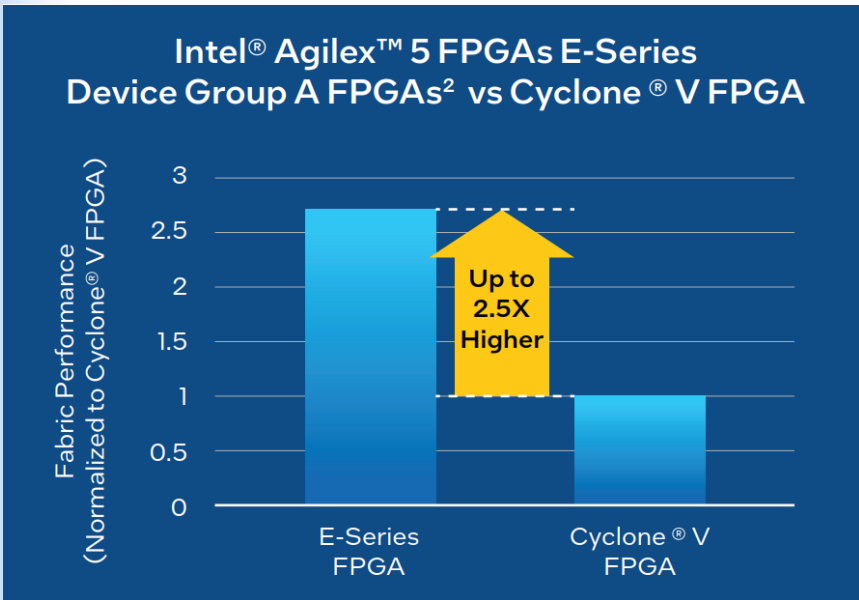 Intel® Agilex™ 5 FPGAs E-Series
Device Group A FPGAs² vs Cyclone ® V FPGA
Fabric Performance
(Normalized to Cyclone® V FPGA)
3
2.5
2
1.5
1
0.5
0
Up to
2.5X
Higher
E-Series
FPGA
Cyclone ® V
FPGA